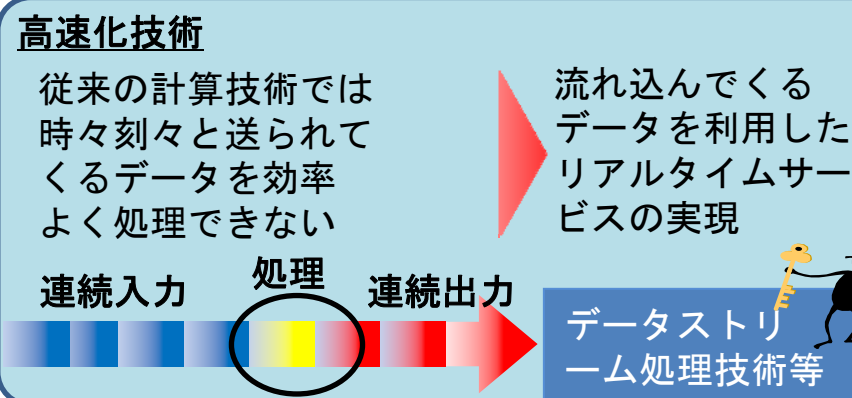 高速化技術
従来の計算技術では
時々刻々と送られて
くるデータを効率
よく処理できない
流れ込んでくる
データを利用した
リアルタイムサー
ビスの実現
連続入力
処理
連続出力
データストリ
ーム処理技術等